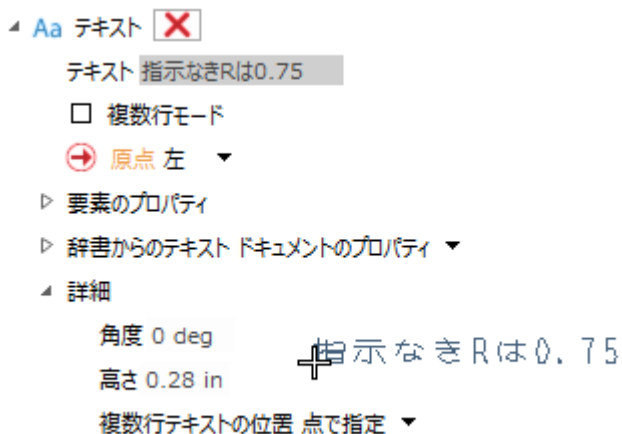 Aa テキスト
テキスト 指示なきRは0.75
複数行モード
原点 左
要素のプロパティ
辞書からのテキスト ドキュメントのプロパティ
詳細
角度 0 deg
指示なきRは0.75
高さ 0.28 in
複数行テキストの位置 点で指定